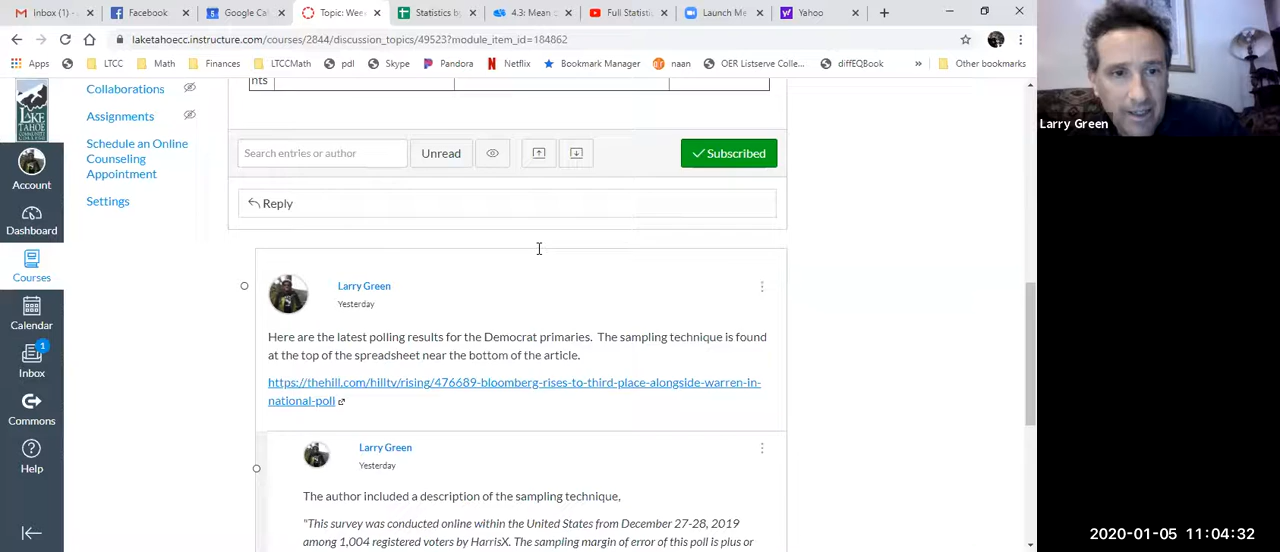 Inbox (1) -
Facebook
Google Cal
Topic: Wee
Statistics by
4.3: Mean
Full Statisti
Launch Me
Yahoo
laketahoecc.instructure.com/courses/2844/discussion_topics/49523?module_item_id=184862
Apps
LTCC
Math
Finances
LTCCMath
pdl
Skype
Pandora
Netflix
Bookmark Manager
naan
OER Listserve Collec...
diffEQBook
»
Other bookmarks
Larry Green
LAKE
TAHOE
Account
Dashboard
Courses
Calendar
1
Inbox
Commons
Help
Collaborations
Assignments
Schedule an Online
Counseling
Appointment
Settings
nts
Search entries or author
Unread
Subscribed
Reply
Larry Green
Yesterday
Here are the latest polling results for the Democrat primaries. The sampling technique is found
at the top of the spreadsheet near the bottom of the article.
https://thehill.com/hilltv/rising/476689-bloomberg-rises-to-third-place-alongside-warren-in-
national-poll
Larry Green
Yesterday
The author included a description of the sampling technique,
"This survey was conducted online within the United States from December 27-28, 2019
among 1,004 registered voters by HarrisX. The sampling margin of error of this poll is plus or
2020-01-05 11:04:32